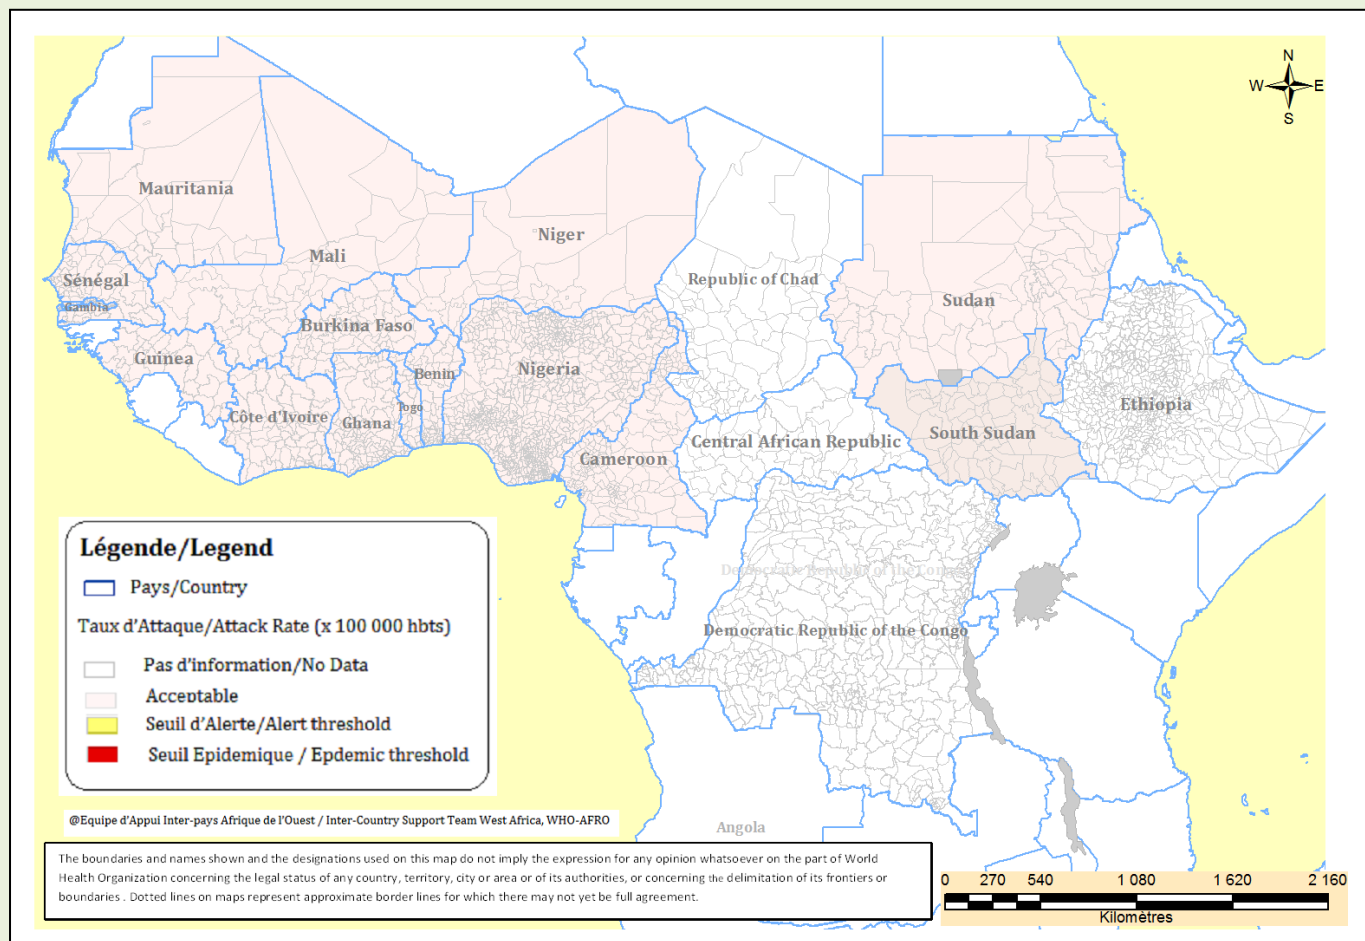 N
W E
S
Mauritania
Mali
Niger
Republic of Chad
Sudan
Sénégal
Gambia
Burkina Faso
Guinea
Benin
Nigeria
Togo
Côte d'Ivoire
Ghana
Cameroon
Central African Republic
South Sudan
Ethiopia
Democratic Republic of the Congo
Democratic Republic of the Congo
Angola
Légende/Legend
Pays/Country
Taux d'Attaque/Attack Rate (x 100 000 hbts)
Pas d'information/No Data
Acceptable
Seuil d'Alerte/Alert threshold
Seuil Epidemique / Epdemic threshold
@Equipe d'Appui Inter-pays Afrique de l'Ouest / Inter-Country Support Team West Africa, WHO-AFRO
The boundaries and names shown and the designations used on this map do not imply the expression for any opinion whatsoever on the part of World
Health Organization concerning the legal status of any country, territory, city or area or of its authorities, or concerning the delimitation of its frontiers or
boundaries . Dotted lines on maps represent approximate border lines for which there may not yet be full agreement.
0 270 540 1 080 1 620 2 160
Kilomètres